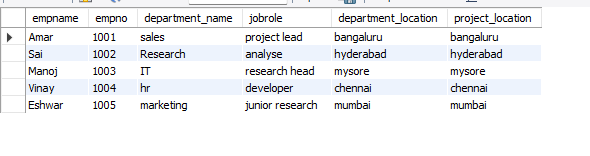 empname empno department_name jobrole department_location project_location
Amar 1001 sales project lead bangaluru bangaluru
Sai 1002 Research analyse hyderabad hyderabad
Manoj 1003 IT research head mysore mysore
Vinay 1004 hr developer chennai chennai
Eshwar 1005 marketing junior research mumbai mumbai